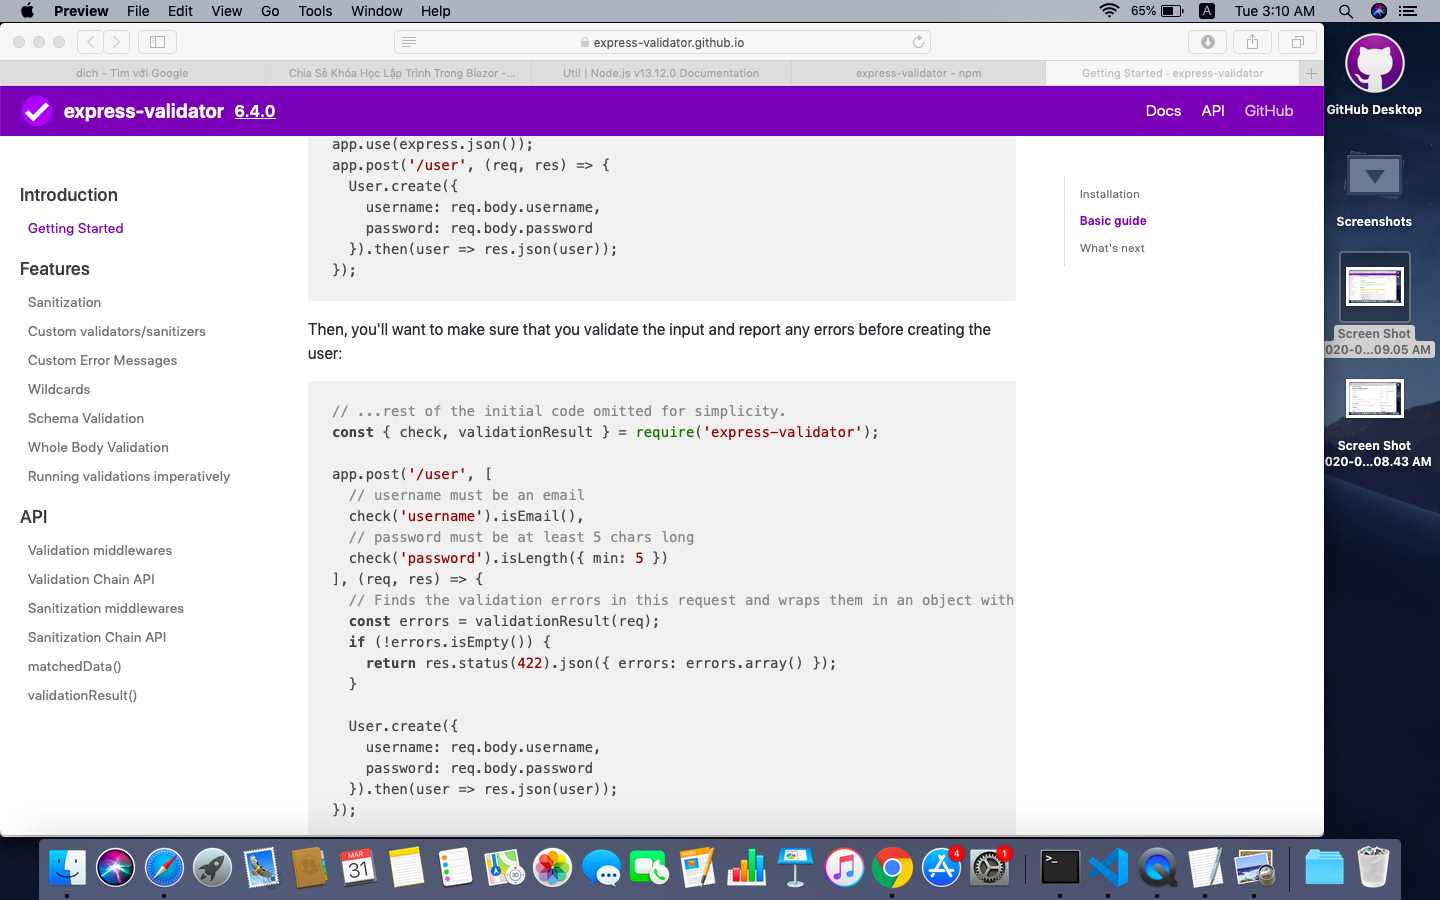 Preview File Edit View Go Tools Window Help 65% A Tue 3:10 AM
express-validator.github.io
dich - Tìm với Google
Chia Sẻ Khóa Học Lập Trình Trong Blazor -...
Util | Node.js v13.12.0 Documentation
express-validator - npm
Getting Started · express-validator
express-validator 6.4.0
Docs API GitHub
Introduction
Getting Started
Features
Sanitization
Custom validators/sanitizers
Custom Error Messages
Wildcards
Schema Validation
Whole Body Validation
Running validations imperatively
API
Validation middlewares
Validation Chain API
Sanitization middlewares
Sanitization Chain API
matchedData()
validationResult()
app.use(express.json());
app.post('/user', (req, res) => {
  User.create({
    username: req.body.username,
    password: req.body.password
  }).then(user => res.json(user));
});
Then, you'll want to make sure that you validate the input and report any errors before creating the
user:
// ...rest of the initial code omitted for simplicity.
const { check, validationResult } = require('express-validator');
app.post('/user', [
  // username must be an email
  check('username').isEmail(),
  // password must be at least 5 chars long
  check('password').isLength({ min: 5 })
], (req, res) => {
  // Finds the validation errors in this request and wraps them in an object with
  const errors = validationResult(req);
  if (!errors.isEmpty()) {
    return res.status(422).json({ errors: errors.array() });
  }
  User.create({
    username: req.body.username,
    password: req.body.password
  }).then(user => res.json(user));
});
Installation
Basic guide
What's next
GitHub Desktop
Screenshots
Screen Shot
020-0...09.05 AM
Screen Shot
020-0...08.43 AM
MAR
31
4
1